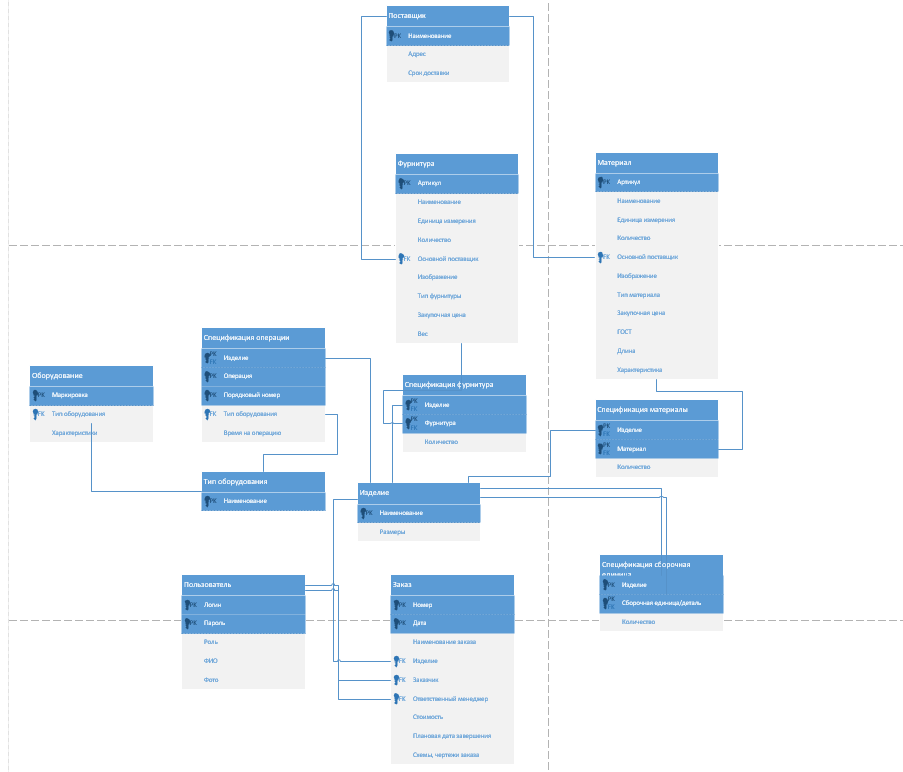 Поставщик
PK Наименование
Адрес
Срок доставки
Фурнитура
PK Артикул
Наименование
Единица измерения
Количество
FK Основной поставщик
Изображение
Тип фурнитуры
Закупочная цена
Вес
Материал
PK Артикул
Наименование
Единица измерения
Количество
FK Основной поставщик
Изображение
Тип материала
Закупочная цена
ГОСТ
Длина
Характеристика
Спецификация операции
PK FK Изделие
PK Операция
PK Порядковый номер
FK Тип оборудования
Время на операцию
Оборудование
PK Маркировка
FK Тип оборудования
Характеристики
Спецификация фурнитура
PK FK Изделие
PK FK Фурнитура
Количество
Спецификация материалы
PK FK Изделие
PK FK Материал
Количество
Тип оборудования
PK Наименование
Изделие
PK Наименование
Размеры
Спецификация сборочная
единица
PK FK Изделие
PK FK Сборочная единица/деталь
Количество
Пользователь
PK Логин
PK Пароль
Роль
ФИО
Фото
Заказ
PK Номер
PK Дата
Наименование заказа
FK Изделие
FK Заказчик
FK Ответственный менеджер
Стоимость
Плановая дата завершения
Схемы, чертежи заказа